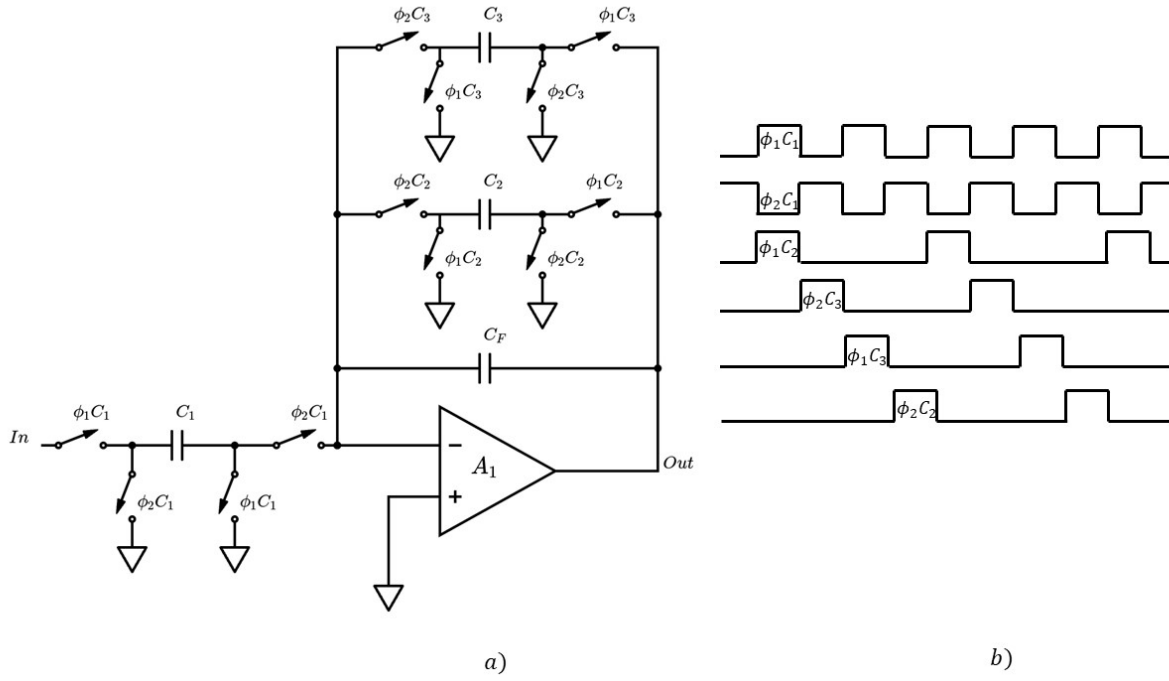 ϕ₂C₃ C₃ ϕ₁C₃
ϕ₁C₃ ϕ₂C₃
ϕ₂C₂ C₂ ϕ₁C₂
ϕ₁C₂ ϕ₂C₂
C_F
ϕ₁C₁ C₁ ϕ₂C₁
In
−
A₁
Out
+
ϕ₂C₁ ϕ₁C₁
a)
ϕ₁C₁
ϕ₂C₁
ϕ₁C₂
ϕ₂C₃
ϕ₁C₃
ϕ₂C₂
b)